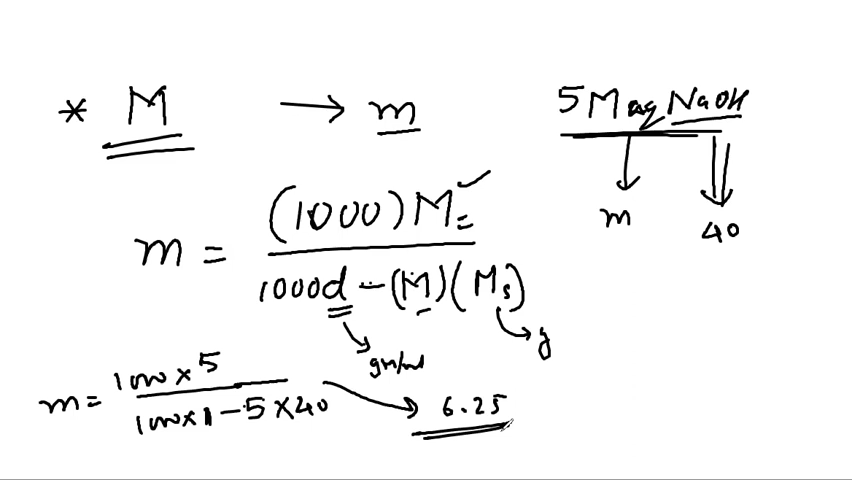 * M → m
5M aq NaOH
m 40
m = (1000) M / 1000d - (M)(Ms)
gm/ml
g
m = 1000 x 5 / 1000 x 1 - 5 x 40 → 6.25